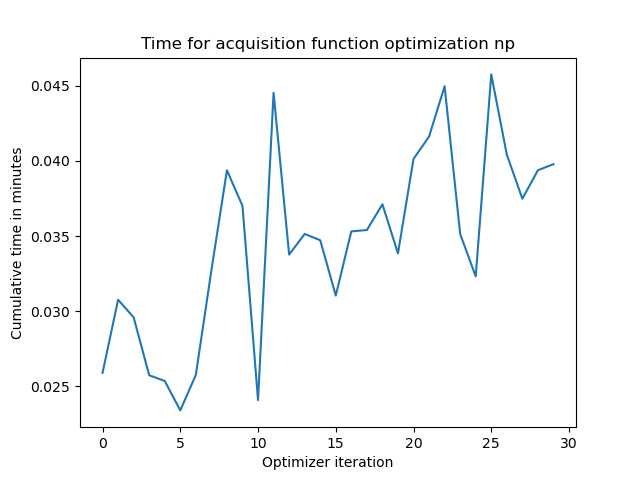 Time for acquisition function optimization np
0.045
0.040
0.035
0.030
0.025
Cumulative time in minutes
0 5 10 15 20 25 30
Optimizer iteration